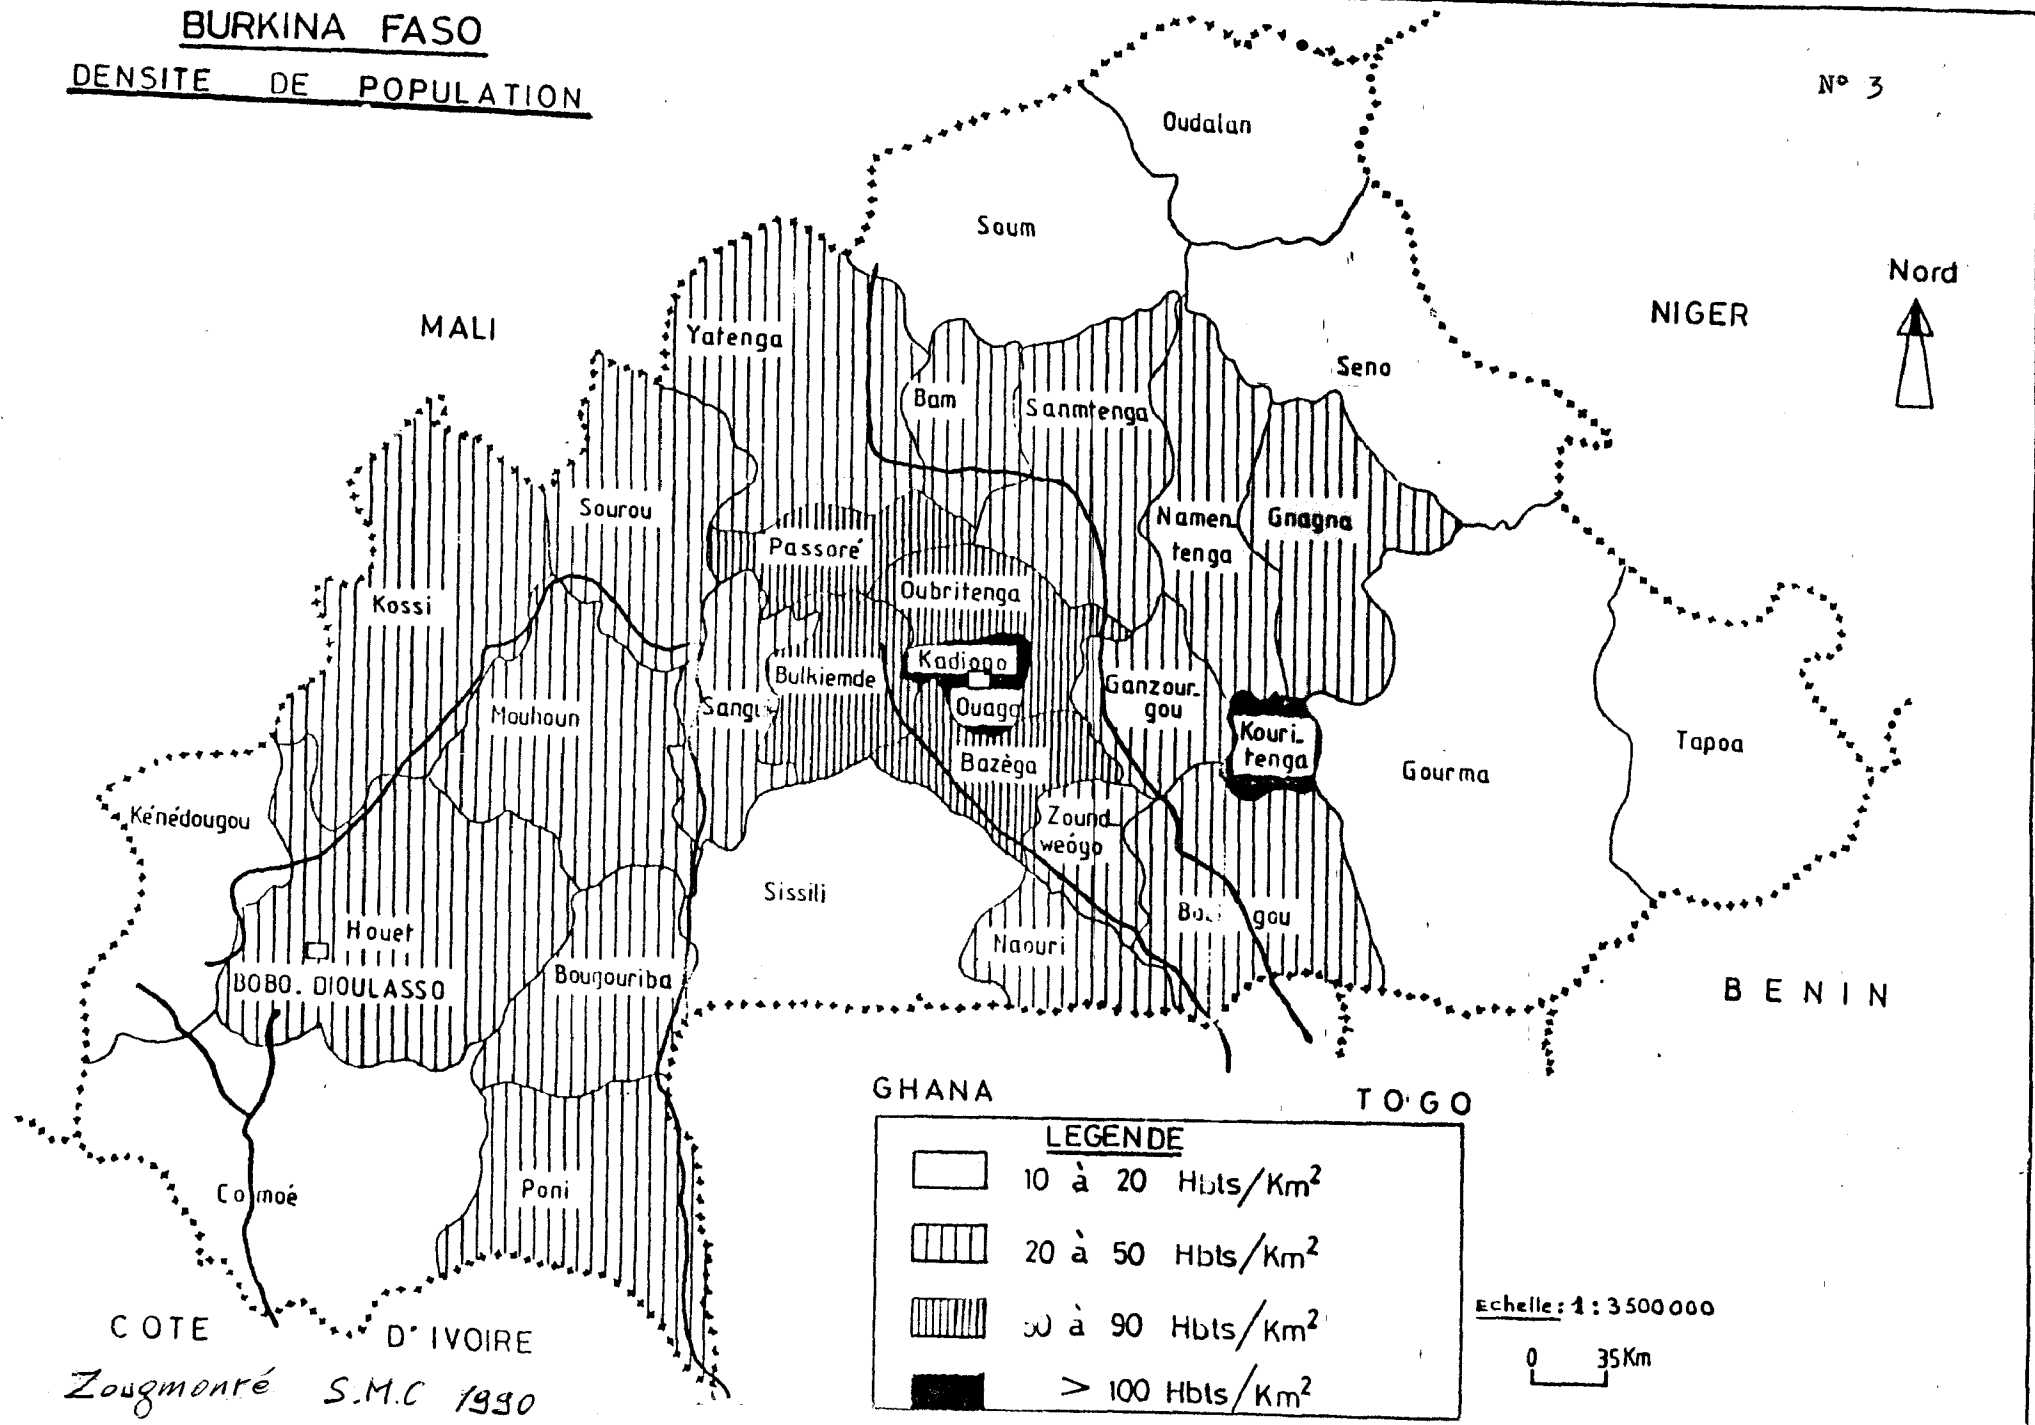 BURKINA FASO
DENSITE DE POPULATION
N° 3
Oudalan
Soum
Nord
NIGER
MALI
Yatenga
Seno
Bam
Sanmtenga
Sourou
Namen-
tenga
Gnagna
Passoré
Oubritenga
Kossi
Kadiogo
Bulkiemde
Ganzour-
gou
Ouaga
Mouhoun
Kouri-
tenga
Tapoa
Gourma
Bazèga
Kénédougou
Zound-
weógo
Sissili
Houet
gou
Naouri
BOBO. DIOULASSO
Bougouriba
BENIN
GHANA
TOGO
Poni
Comoé
LEGENDE
10 à 20 Hbts/Km²
20 à 50 Hbts/Km²
à 90 Hbts/Km²
> 100 Hbts/Km²
Echelle: 1: 3500000
0 35Km
COTE D'IVOIRE
Zougmonré S.M.C 1990